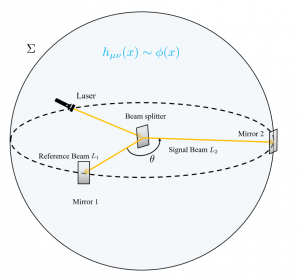 Σ
hμν(x) ∼ ϕ(x)
Laser
Beam splitter
Mirror 2
Reference Beam L₁
θ
Signal Beam L₂
Mirror 1